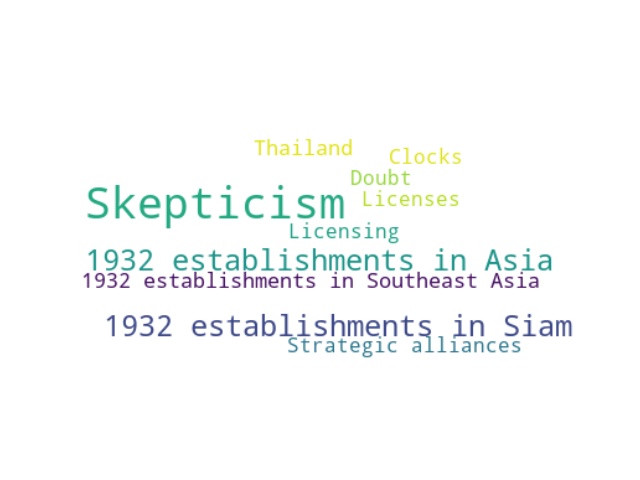 Thailand
Clocks
Doubt
Skepticism
Licenses
Licensing
1932 establishments in Asia
1932 establishments in Southeast Asia
1932 establishments in Siam
Strategic alliances